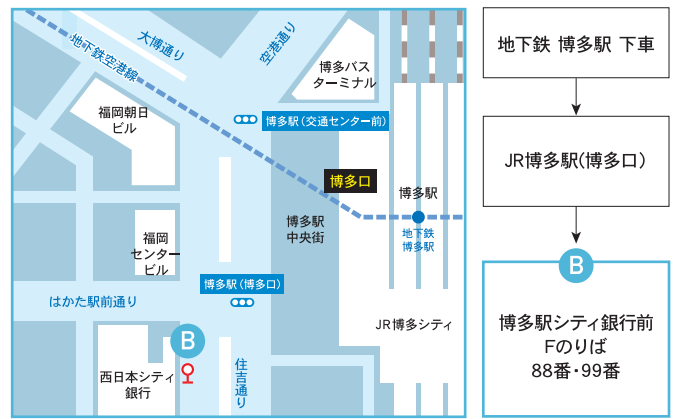 大博通り
地下鉄空港線
空港通り
博多バス
ターミナル
福岡朝日
ビル
博多駅(交通センター前)
博多口
博多駅
博多駅
中央街
地下鉄
博多駅
福岡
センター
ビル
博多駅(博多口)
はかた駅前通り
JR博多シティ
B
西日本シティ
銀行
住吉通り
地下鉄 博多駅 下車
JR博多駅(博多口)
B
博多駅シティ銀行前
Fのりば
88番・99番